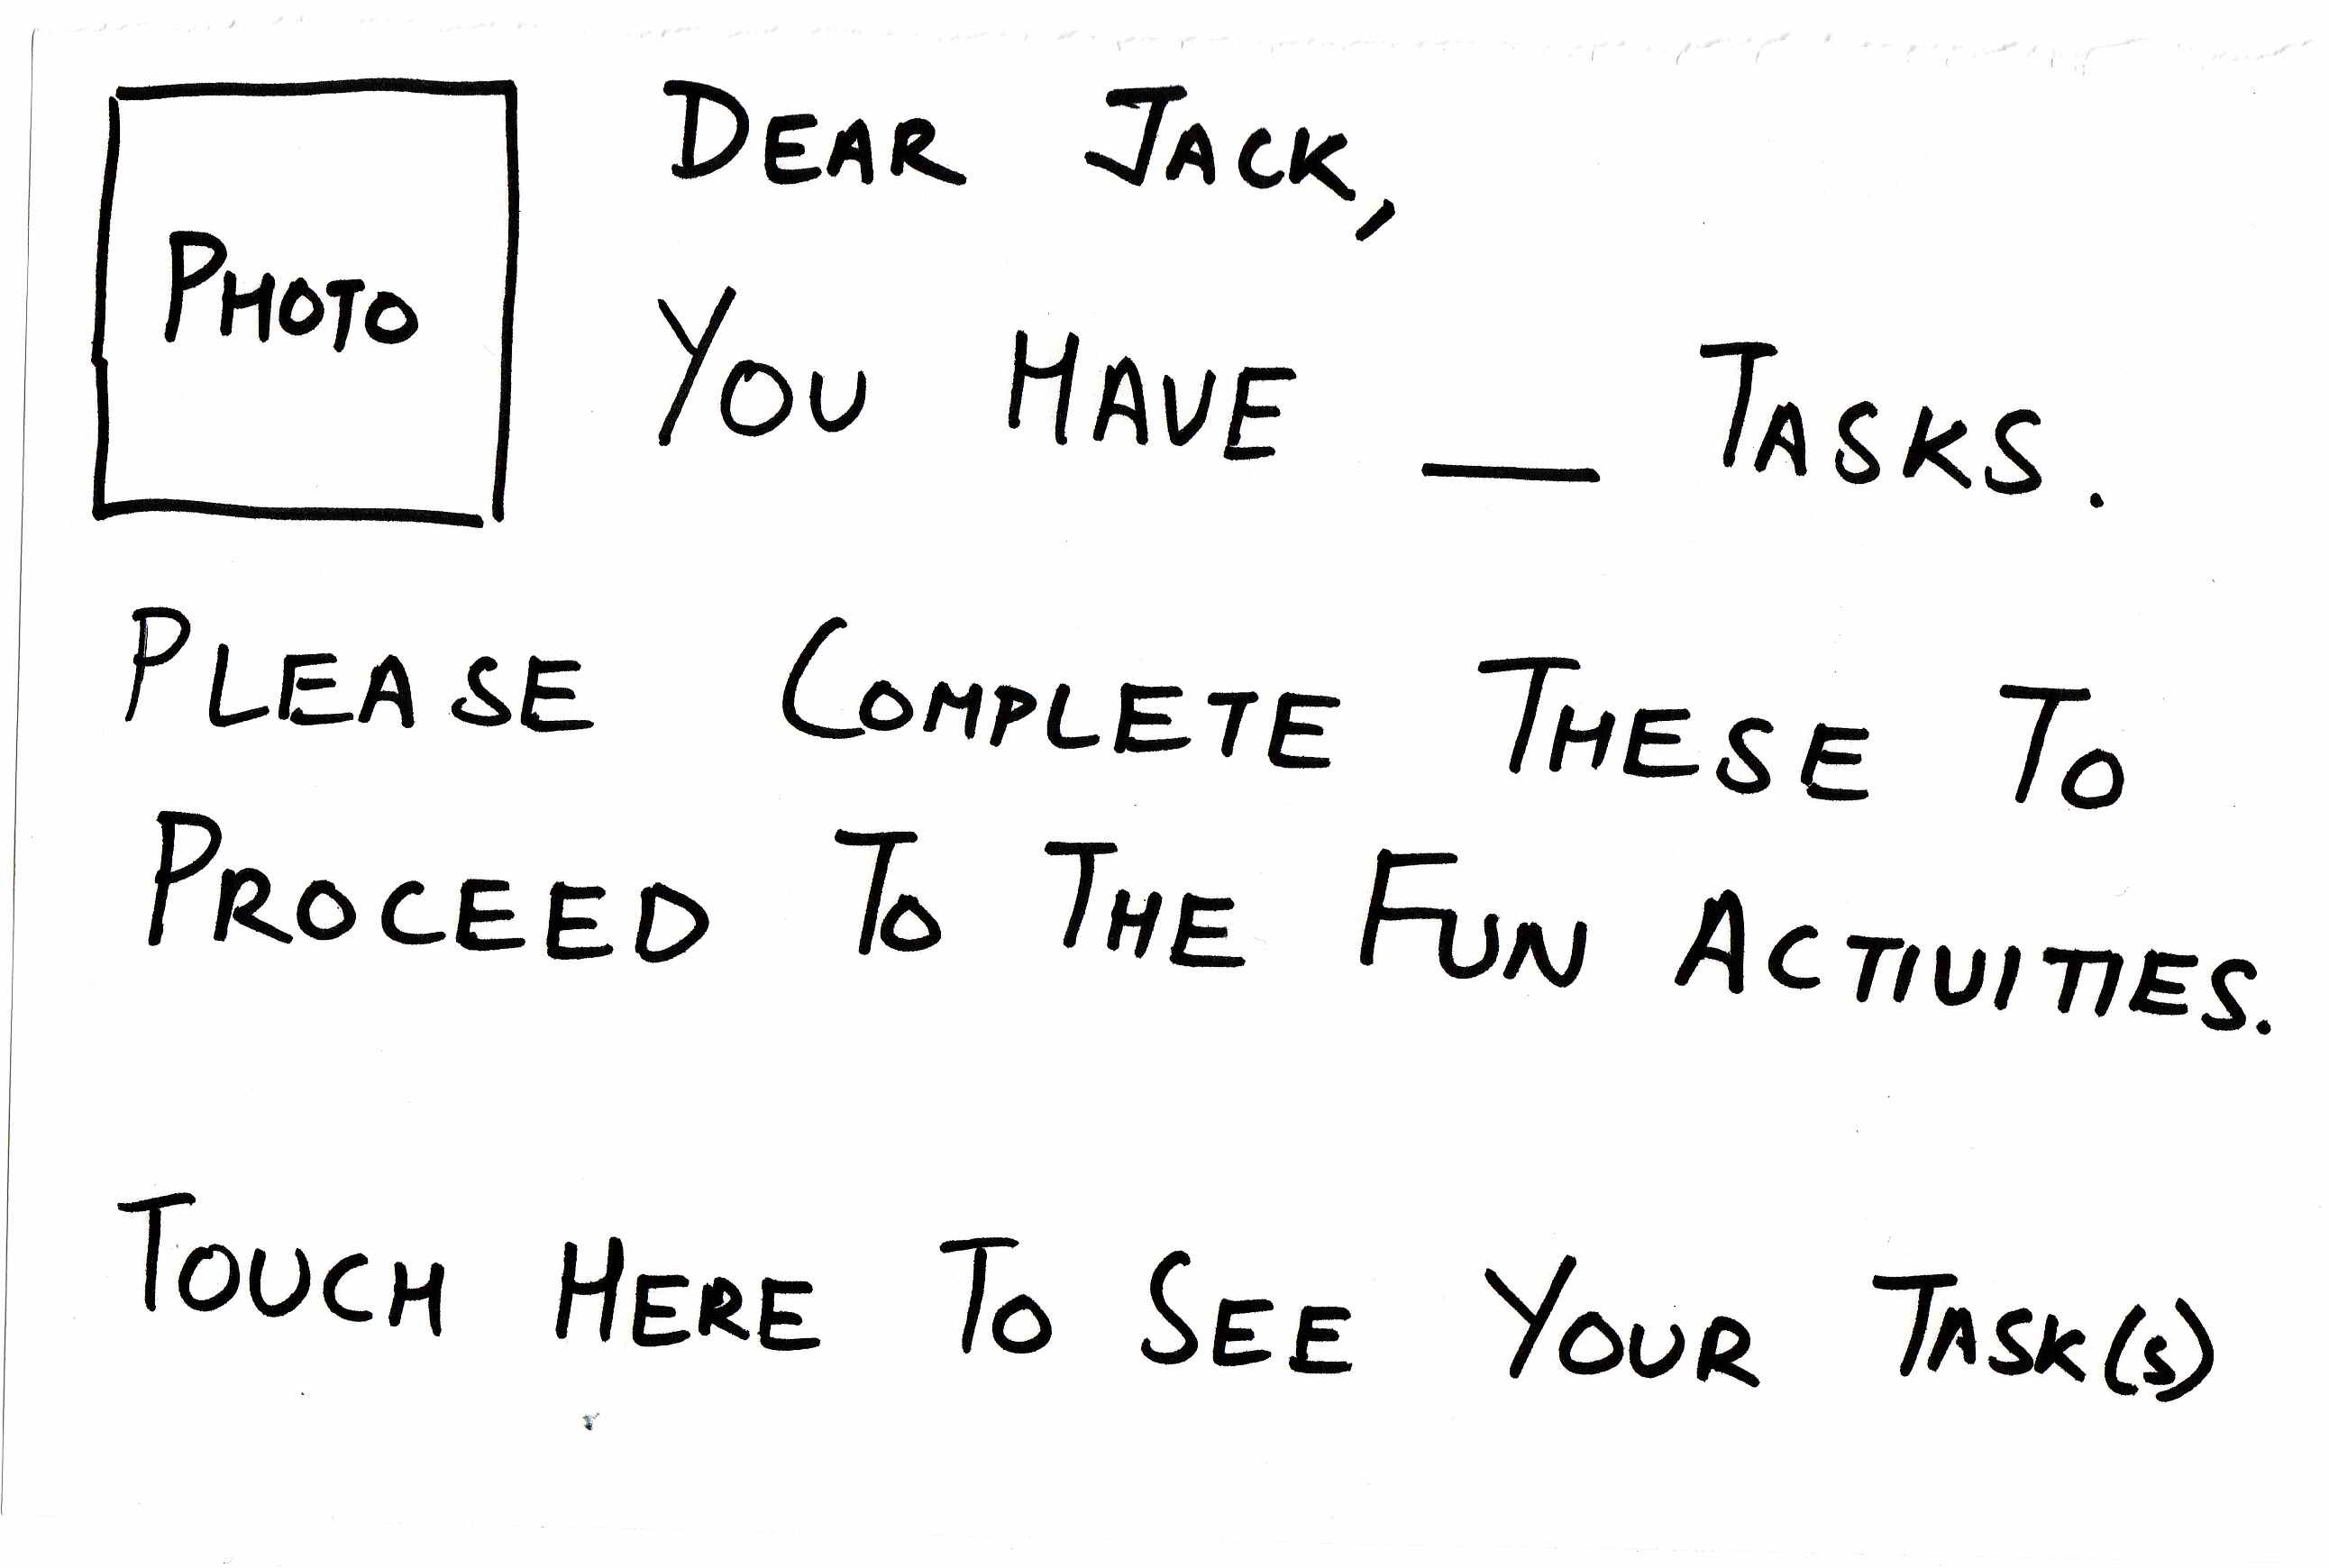 PHOTO
DEAR JACK,
YOU HAVE __ TASKS.
PLEASE COMPLETE THESE TO
PROCEED TO THE FUN ACTIVITIES.
TOUCH HERE TO SEE YOUR TASK(S)